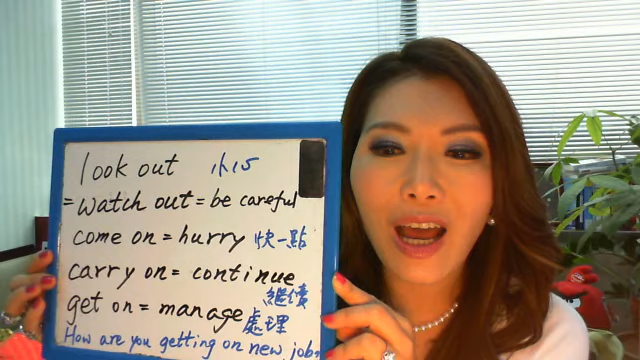 look out 小心
= watch out = be careful
come on = hurry 快一點
carry on = continue
繼續
get on = manage 處理
How are you getting on new job?